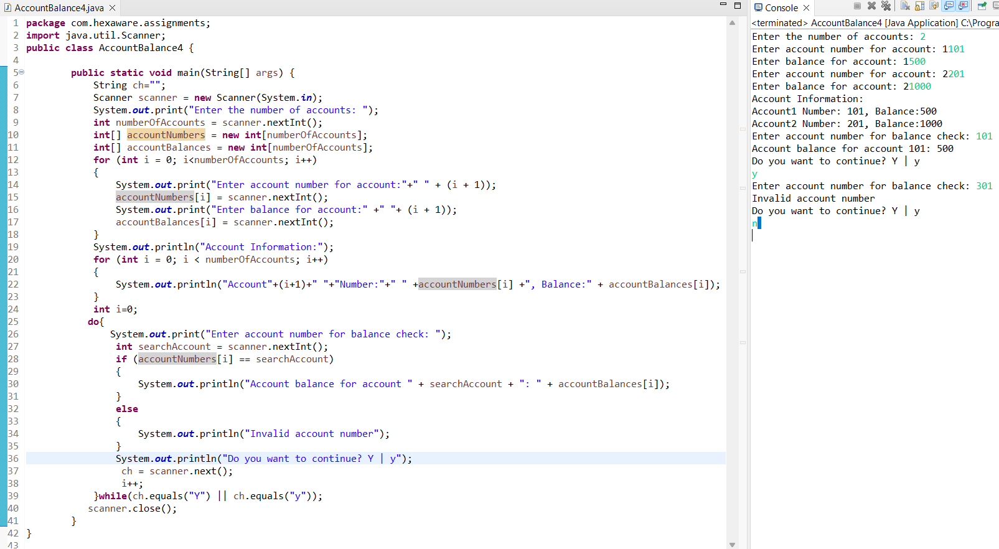 AccountBalance4.java
1 package com.hexaware.assignments;
2 import java.util.Scanner;
3 public class AccountBalance4 {
4
5 public static void main(String[] args) {
6 String ch="";
7 Scanner scanner = new Scanner(System.in);
8 System.out.print("Enter the number of accounts: ");
9 int numberOfAccounts = scanner.nextInt();
10 int[] accountNumbers = new int[numberOfAccounts];
11 int[] accountBalances = new int[numberOfAccounts];
12 for (int i = 0; i<numberOfAccounts; i++)
13 {
14 System.out.print("Enter account number for account:"+" " + (i + 1));
15 accountNumbers[i] = scanner.nextInt();
16 System.out.print("Enter balance for account:" +" "+ (i + 1));
17 accountBalances[i] = scanner.nextInt();
18 }
19 System.out.println("Account Information:");
20 for (int i = 0; i < numberOfAccounts; i++)
21 {
22 System.out.println("Account"+(i+1)+" "+"Number:"+" " +accountNumbers[i] +", Balance:" + accountBalances[i]);
23 }
24 int i=0;
25 do{
26 System.out.print("Enter account number for balance check: ");
27 int searchAccount = scanner.nextInt();
28 if (accountNumbers[i] == searchAccount)
29 {
30 System.out.println("Account balance for account " + searchAccount + ": " + accountBalances[i]);
31 }
32 else
33 {
34 System.out.println("Invalid account number");
35 }
36 System.out.println("Do you want to continue? Y | y");
37 ch = scanner.next();
38 i++;
39 }while(ch.equals("Y") || ch.equals("y"));
40 scanner.close();
41 }
42 }
43
Console
<terminated> AccountBalance4 [Java Application] C:\Progra
Enter the number of accounts: 2
Enter account number for account: 1101
Enter balance for account: 1500
Enter account number for account: 2201
Enter balance for account: 21000
Account Information:
Account1 Number: 101, Balance:500
Account2 Number: 201, Balance:1000
Enter account number for balance check: 101
Account balance for account 101: 500
Do you want to continue? Y | y
y
Enter account number for balance check: 301
Invalid account number
Do you want to continue? Y | y
n